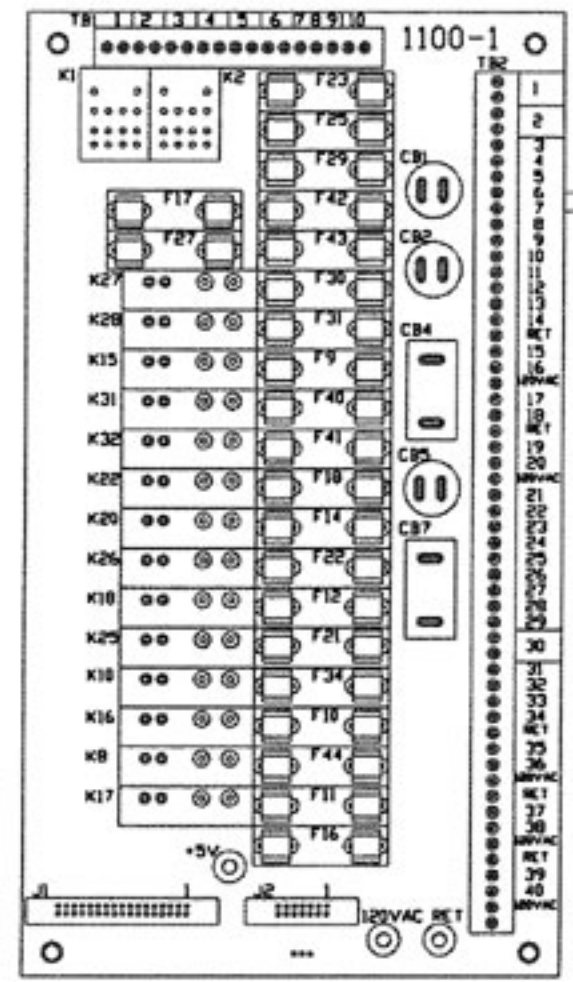 TB 1 2 3 4 5 6 7 8 9 10
1100-1
K1
K2
TB2
F23
F25
F29
F42
F43
F17
F27
CB1
CB2
CB4
CB5
CB7
K27 F30
K28 F31
K15 F9
K31 F40
K32 F41
K22 F18
K20 F14
K26 F22
K18 F12
K25 F21
K10 F34
K16 F10
K8 F44
K17 F11
F16
1
2
3
4
5
6
7
8
9
10
11
12
13
14
RET
15
16
120VAC
17
18
RET
19
20
120VAC
21
22
23
24
25
26
27
28
29
30
31
32
33
34
RET
35
36
120VAC
RET
37
38
120VAC
RET
39
40
120VAC
+5V
J1 1
J2 1
120VAC RET